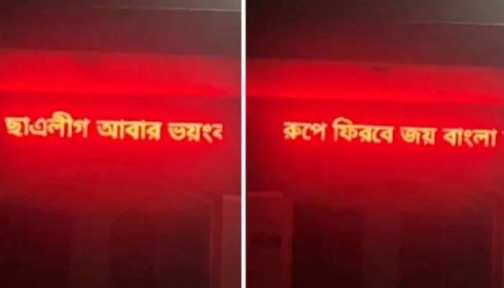 ছাএলীগ আবার ভয়ংক
রুপে ফিরবে জয় বাংলা